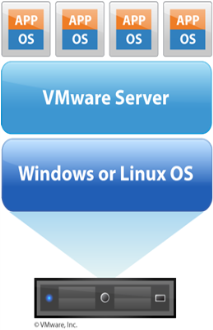 APP APP APP APP
OS OS OS OS
VMware Server
Windows or Linux OS
© VMware, Inc.